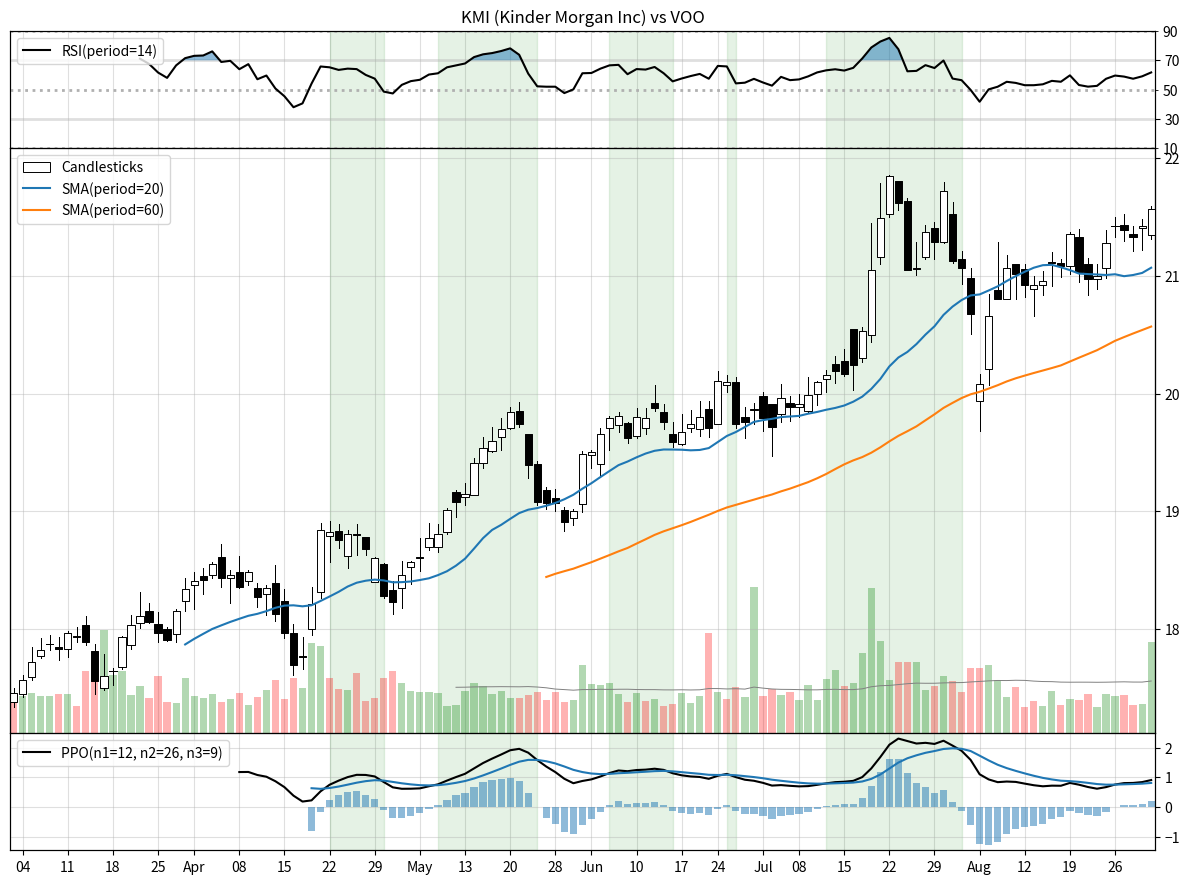 KMI (Kinder Morgan Inc) vs VOO
RSI(period=14)
90
70
50
30
10
Candlesticks
SMA(period=20)
SMA(period=60)
22
21
20
19
18
PPO(n1=12, n2=26, n3=9)
2
1
0
−1
04 11 18 25 Apr 08 15 22 29 May 13 20 28 Jun 10 17 24 Jul 08 15 22 29 Aug 12 19 26